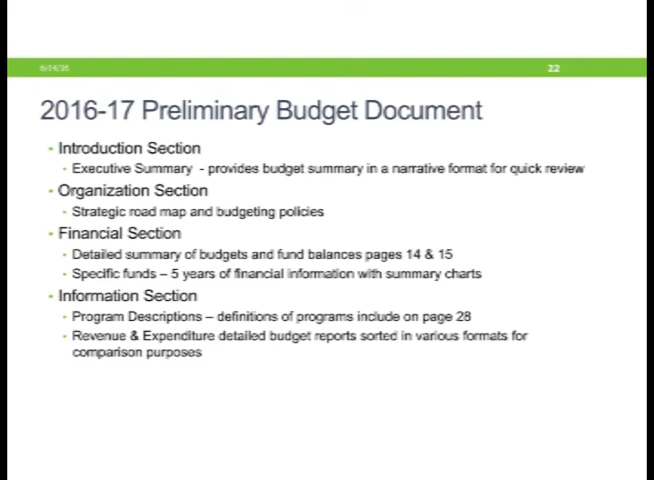 6/14/16
22
2016-17 Preliminary Budget Document
• Introduction Section
• Executive Summary - provides budget summary in a narrative format for quick review
• Organization Section
• Strategic road map and budgeting policies
• Financial Section
• Detailed summary of budgets and fund balances pages 14 & 15
• Specific funds – 5 years of financial information with summary charts
• Information Section
• Program Descriptions – definitions of programs include on page 28
• Revenue & Expenditure detailed budget reports sorted in various formats for
comparison purposes